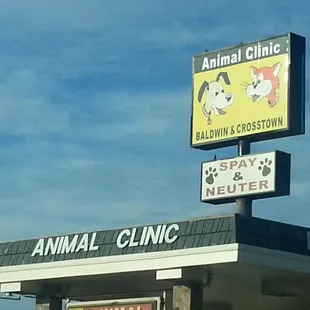 Animal Clinic
BALDWIN & CROSSTOWN
SPAY
&
NEUTER
ANIMAL CLINIC